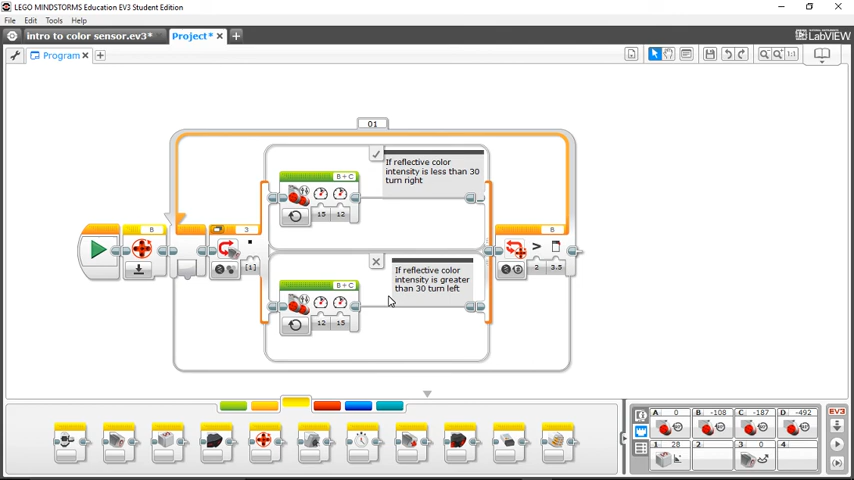 LEGO MINDSTORMS Education EV3 Student Edition
File Edit Tools Help
intro to color sensor.ev3* Project*
LabVIEW
Program
1:1
01
If reflective color
intensity is less than 30
turn right
B + C
15 12
B
3
[1]
If reflective color
intensity is greater
than 30 turn left
B + C
12 15
B
>
2 3.5
A 0 B -108 C -187 D -492
EV3
1 28 2 3 0 4